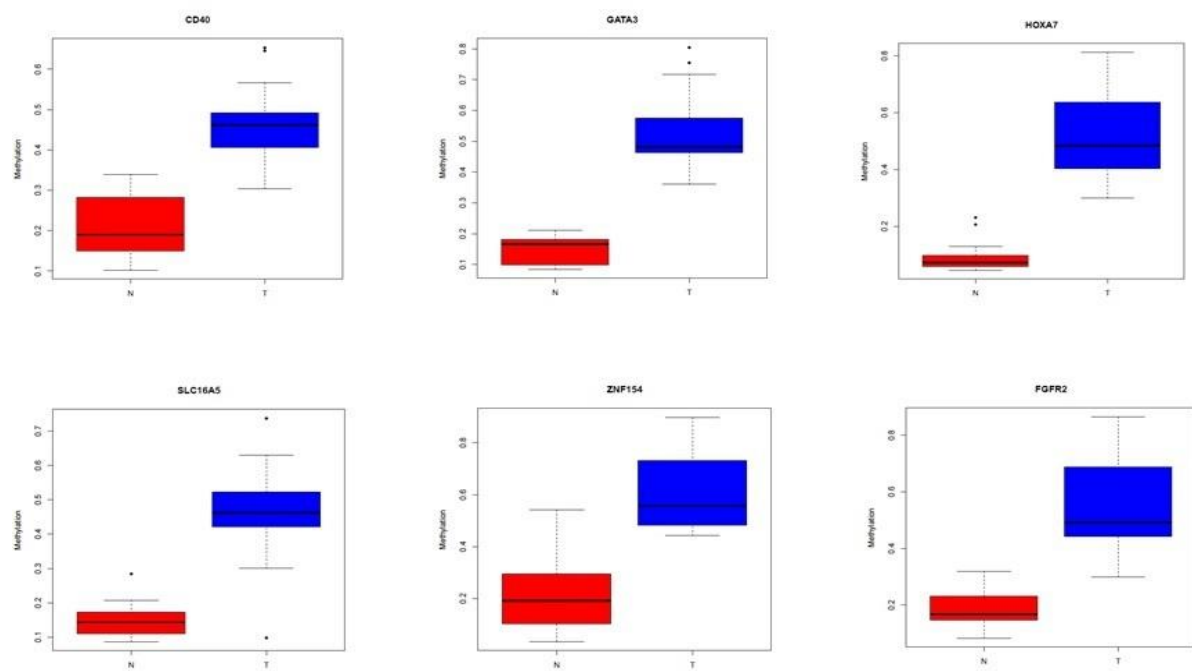 CD40
Methylation
0.6
0.5
0.4
0.3
0.2
0.1
N T
GATA3
Methylation
0.8
0.7
0.6
0.5
0.4
0.3
0.2
0.1
N T
HOXA7
Methylation
0.8
0.6
0.4
0.2
N T
SLC16A5
Methylation
0.7
0.6
0.5
0.4
0.3
0.2
0.1
N T
ZNF154
Methylation
0.8
0.6
0.4
0.2
N T
FGFR2
Methylation
0.8
0.6
0.4
0.2
N T